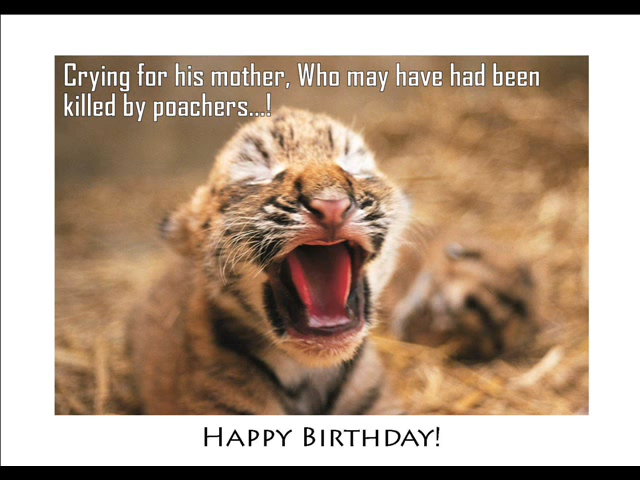 Crying for his mother, Who may have had been
killed by poachers...!
Happy Birthday!